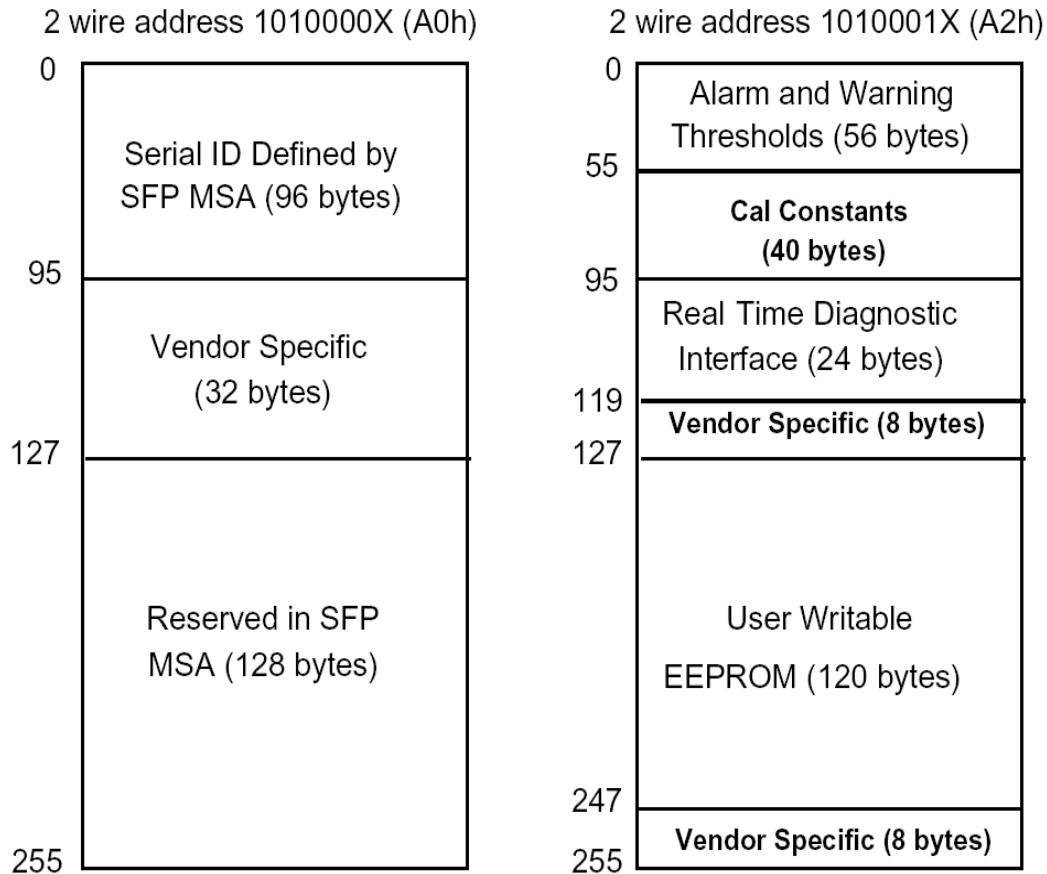 2 wire address 1010000X (A0h)
0
Serial ID Defined by
SFP MSA (96 bytes)
95
Vendor Specific
(32 bytes)
127
Reserved in SFP
MSA (128 bytes)
255
2 wire address 1010001X (A2h)
0
Alarm and Warning
Thresholds (56 bytes)
55
Cal Constants
(40 bytes)
95
Real Time Diagnostic
Interface (24 bytes)
119
Vendor Specific (8 bytes)
127
User Writable
EEPROM (120 bytes)
247
Vendor Specific (8 bytes)
255